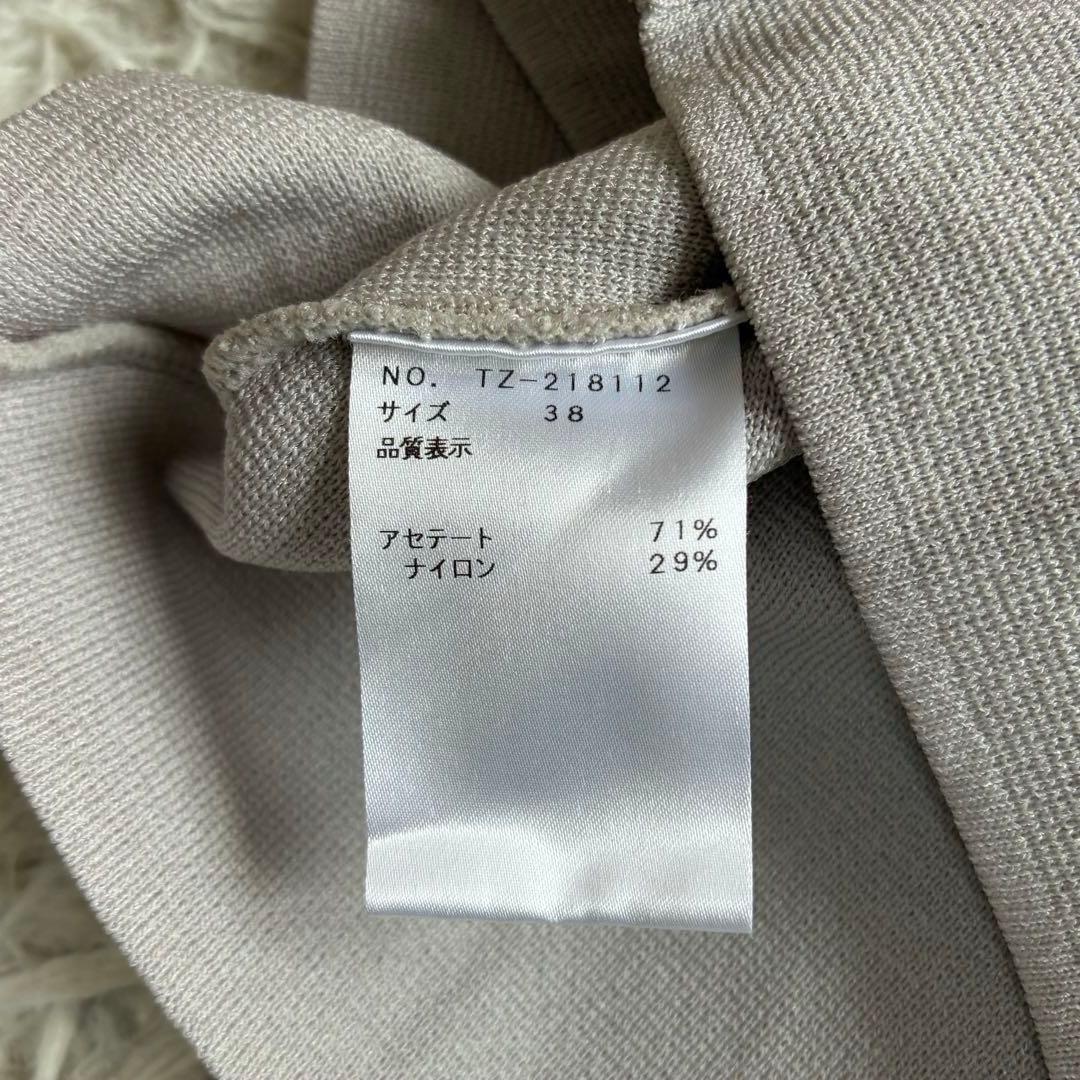 NO. TZ-218112
サイズ 38
品質表示
アセテート 71%
ナイロン 29%